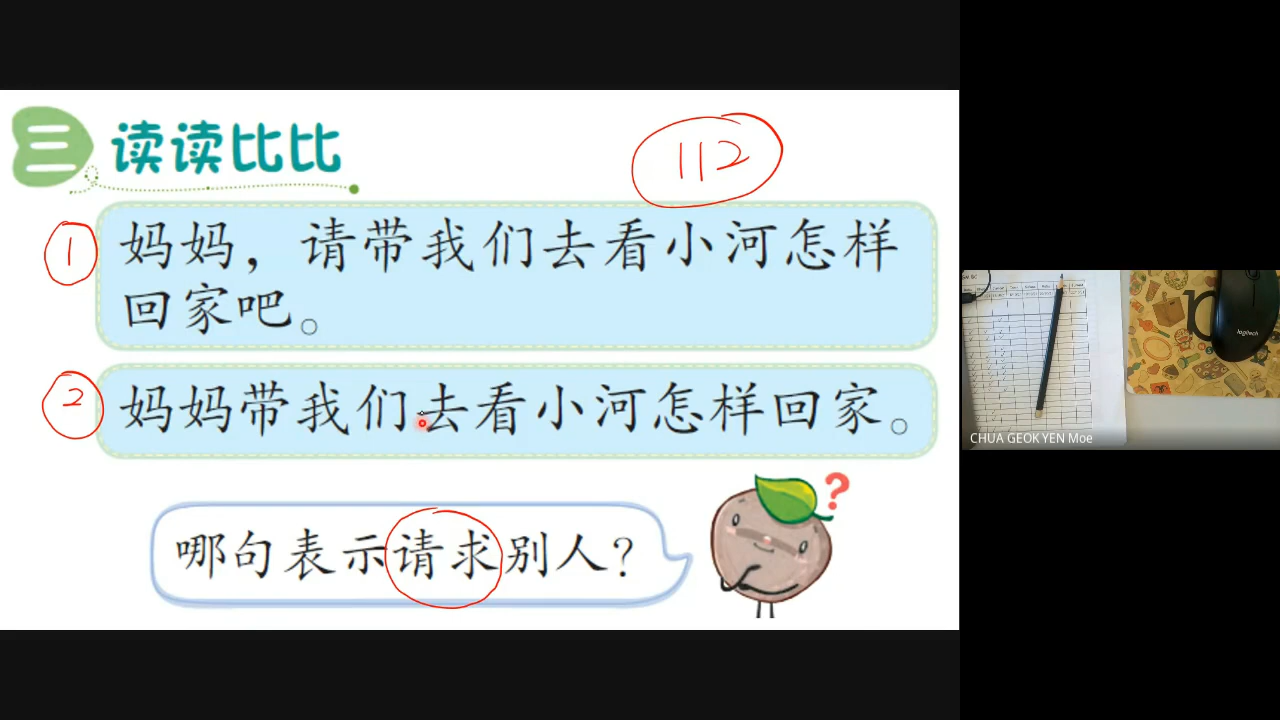 三 读读比比
112
1
妈妈，请带我们去看小河怎样
回家吧。
2
妈妈带我们去看小河怎样回家。
哪句表示请求别人？
?
logitech
CHUA GEOK YEN Moe